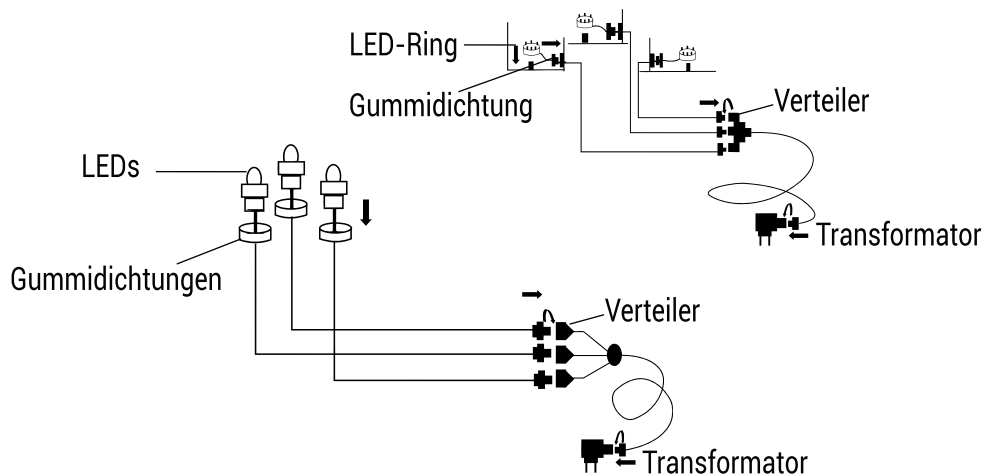 LED-Ring
Gummidichtung
Verteiler
LEDs
Transformator
Gummidichtungen
Verteiler
Transformator